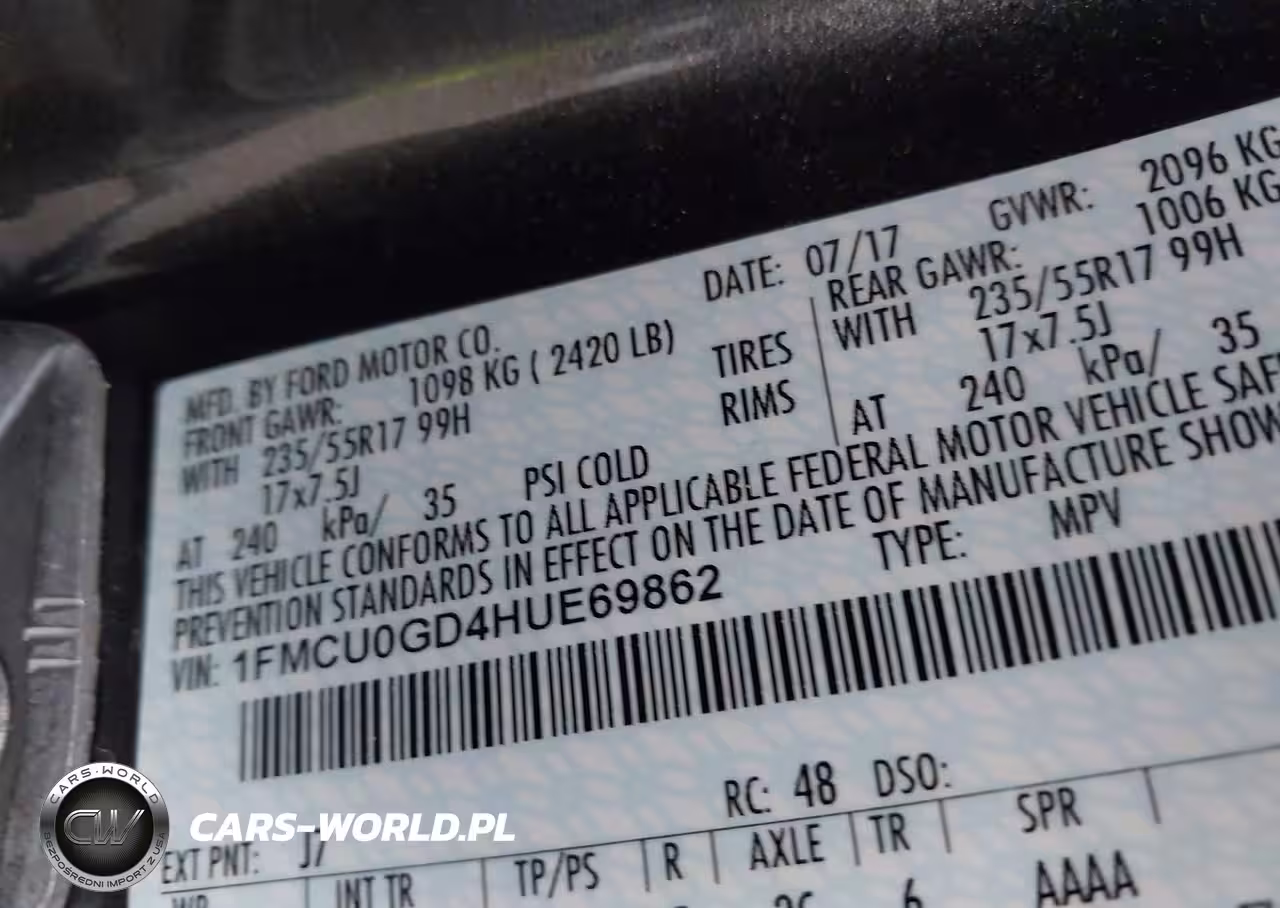 MFD. BY FORD MOTOR CO. DATE: 07/17 GVWR: 2096 KG
FRONT GAWR: 1098 KG ( 2420 LB) REAR GAWR: 1006 KG
WITH 235/55R17 99H TIRES WITH 235/55R17 99H
17x7.5J RIMS 17x7.5J
AT 240 kPa/ 35 PSI COLD AT 240 kPa/ 35
THIS VEHICLE CONFORMS TO ALL APPLICABLE FEDERAL MOTOR VEHICLE SAF
PREVENTION STANDARDS IN EFFECT ON THE DATE OF MANUFACTURE SHOW
VIN: 1FMCU0GD4HUE69862 TYPE: MPV
RC: 48 DSO:
EXT PNT: J7
WB INT TR TP/PS R AXLE TR SPR
6 AAAA
CARS-WORLD
CW
BEZPOŚREDNI IMPORT Z USA
CARS-WORLD.PL